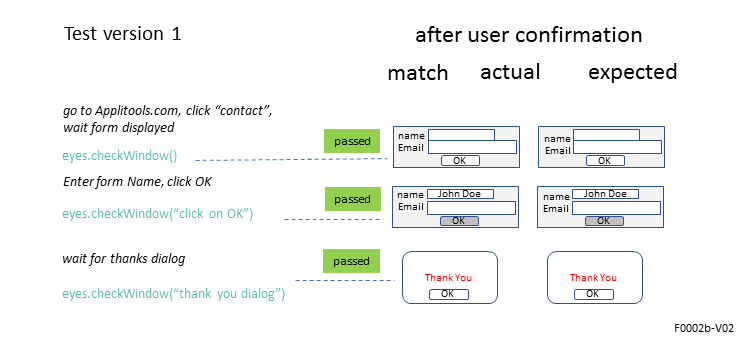 Test version 1
after user confirmation
match actual expected
go to Applitools.com, click “contact”,
wait form displayed
eyes.checkWindow()
passed
name
Email
OK
name
Email
OK
Enter form Name, click OK
eyes.checkWindow(“click on OK”)
passed
name John Doe
Email
OK
name John Doe
Email
OK
wait for thanks dialog
eyes.checkWindow(“thank you dialog”)
passed
Thank You
OK
Thank You
OK
F0002b-V02